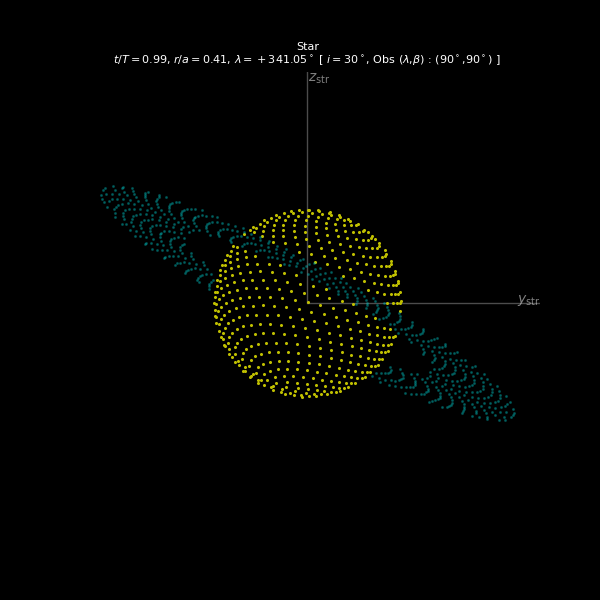 Star
t/T = 0.99, r/a = 0.41, λ = +341.05° [ i = 30°, Obs (λ,β) : (90°,90°) ]
z_str
y_str